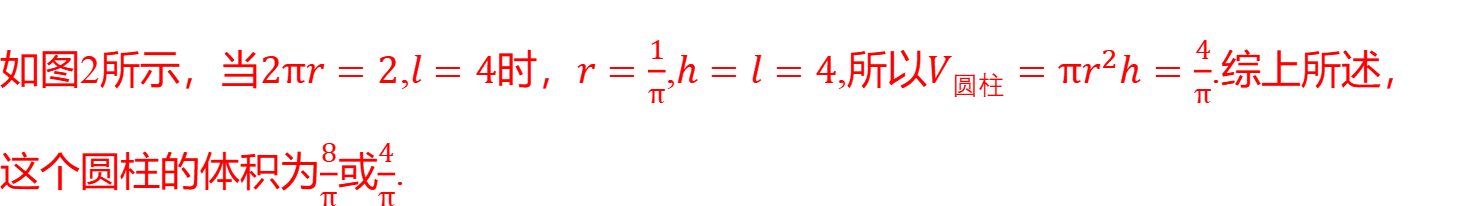 如图2所示，当2πr = 2,l = 4时，r = 1/π,h = l = 4,所以V圆柱 = πr²h = 4/π.综上所述，
这个圆柱的体积为8/π或4/π.